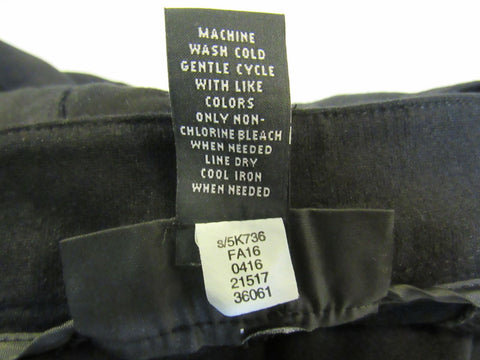 MACHINE
WASH COLD
GENTLE CYCLE
WITH LIKE
COLORS
ONLY NON-
CHLORINE BLEACH
WHEN NEEDED
LINE DRY
COOL IRON
WHEN NEEDED
S/5K736
FA16
0416
21517
36061